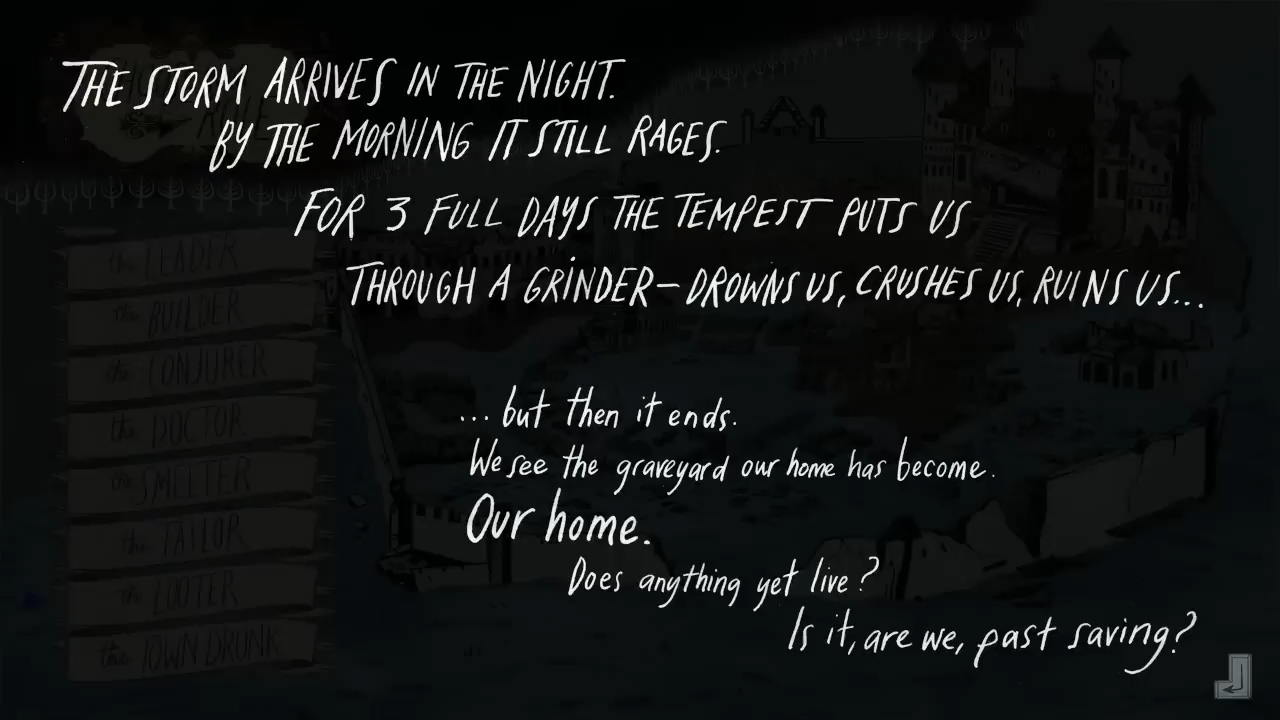 THE STORM ARRIVES IN THE NIGHT.
BY THE MORNING IT STILL RAGES.
FOR 3 FULL DAYS THE TEMPEST PUTS US
THROUGH A GRINDER—DROWNS US, CRUSHES US, RUINS US...
... but then it ends.
We see the graveyard our home has become.
Our home.
Does anything yet live?
Is it, are we, past saving?
the LEADER
the BUILDER
the CONJURER
the DOCTOR
the SMELTER
the TAILOR
the LOOTER
the TOWN DRUNK